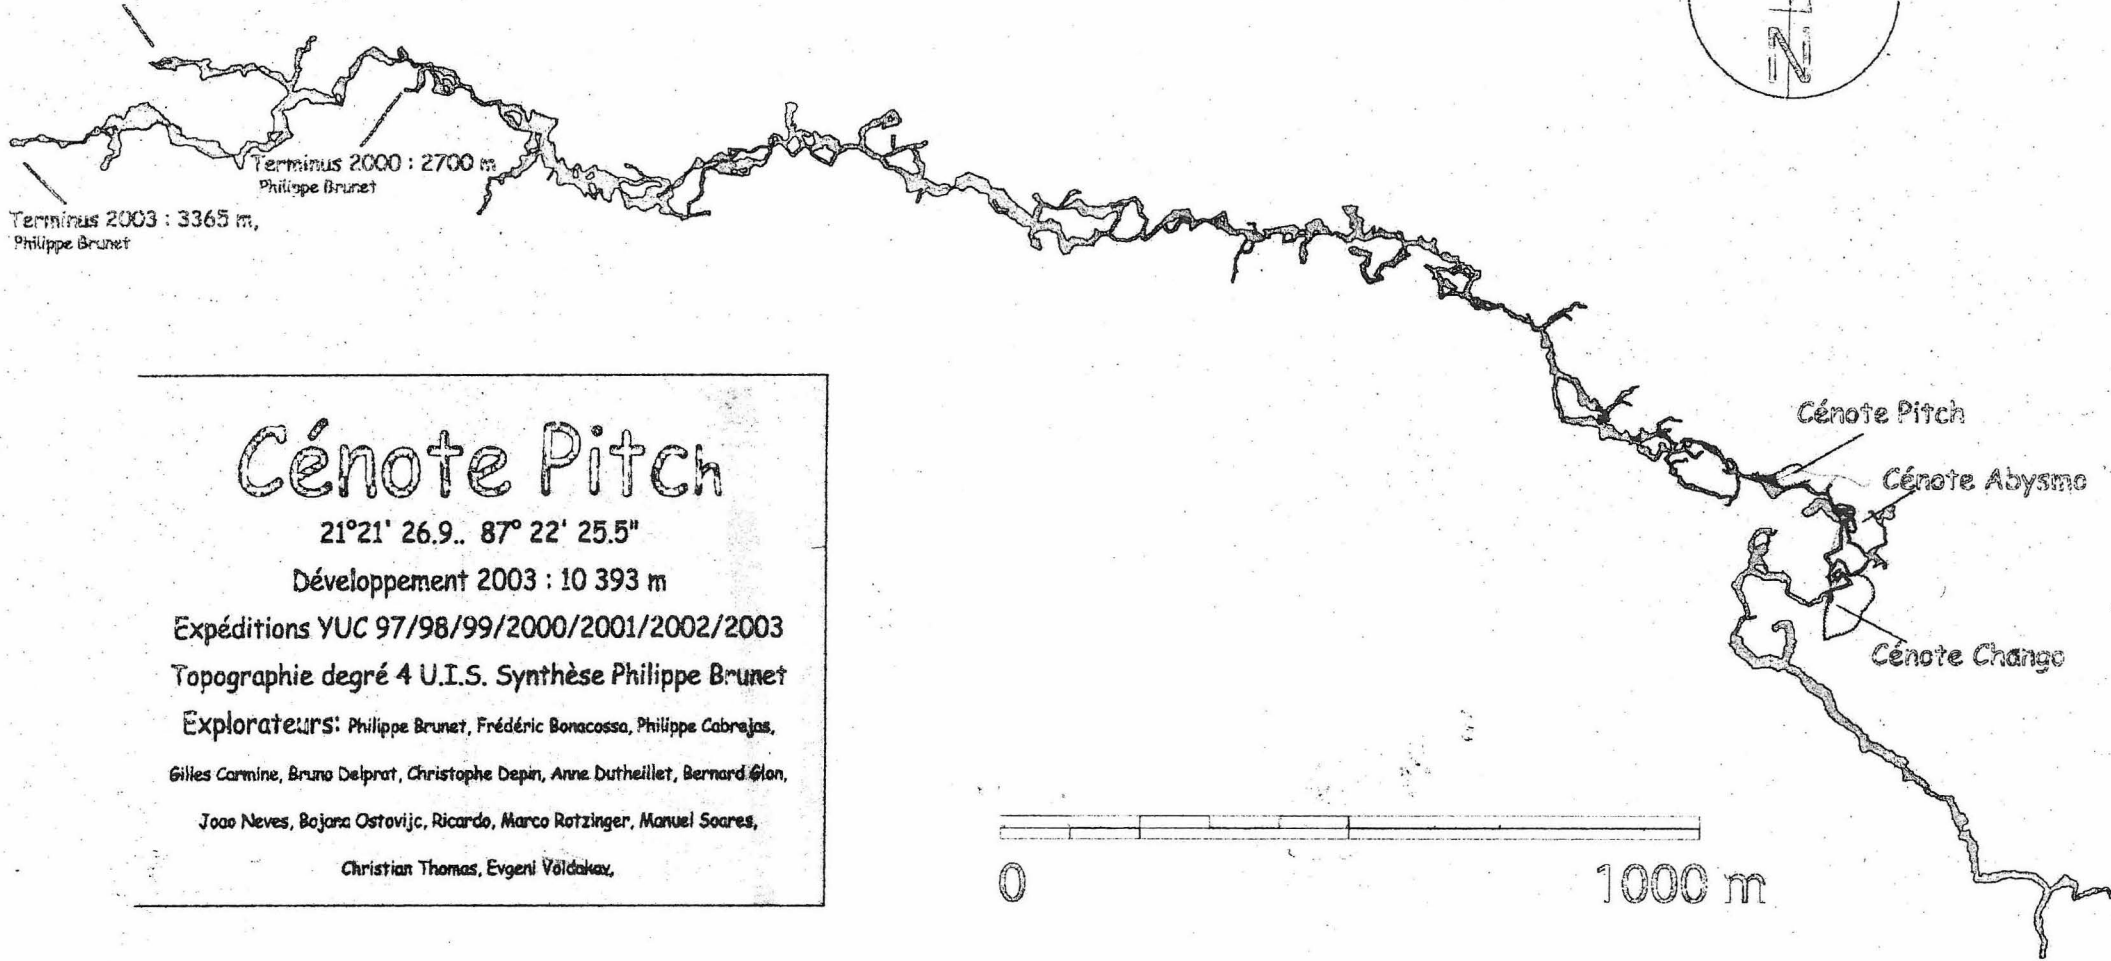 N
Terminus 2000 : 2700 m
Philippe Brunet
Terminus 2003 : 3365 m,
Philippe Brunet
Cénote Pitch
Cénote Abysmo
Cénote Chango
Cénote Pitch
21°21' 26.9.. 87° 22' 25.5"
Développement 2003 : 10 393 m
Expéditions YUC 97/98/99/2000/2001/2002/2003
Topographie degré 4 U.I.S. Synthèse Philippe Brunet
Explorateurs: Philippe Brunet, Frédéric Bonacossa, Philippe Cabrejas,
Gilles Carmine, Bruno Delprat, Christophe Depin, Anne Dutheillet, Bernard Glon,
Joao Neves, Bojana Ostovijc, Ricardo, Marco Rotzinger, Manuel Soares,
Christian Thomas, Evgeni
0
1000 m